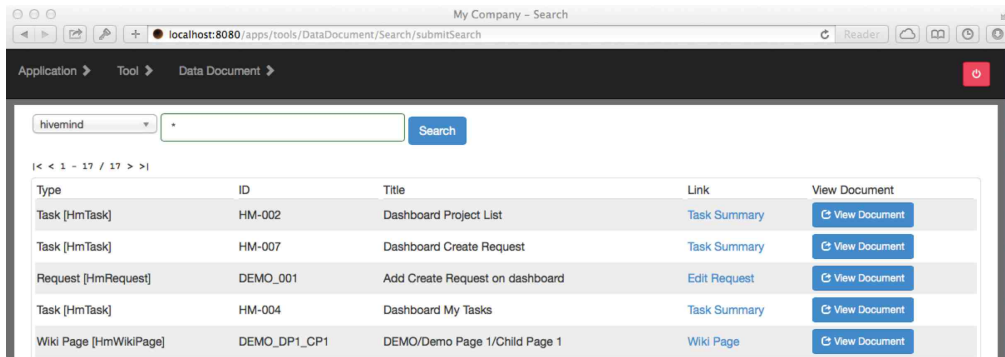 My Company – Search
localhost:8080/apps/tools/DataDocument/Search/submitSearch
Reader
Application
Tool
Data Document
hivemind
*
Search
|< < 1 - 17 / 17 > >|
Type ID Title Link View Document
Task [HmTask] HM-002 Dashboard Project List Task Summary View Document
Task [HmTask] HM-007 Dashboard Create Request Task Summary View Document
Request [HmRequest] DEMO_001 Add Create Request on dashboard Edit Request View Document
Task [HmTask] HM-004 Dashboard My Tasks Task Summary View Document
Wiki Page [HmWikiPage] DEMO_DP1_CP1 DEMO/Demo Page 1/Child Page 1 Wiki Page View Document